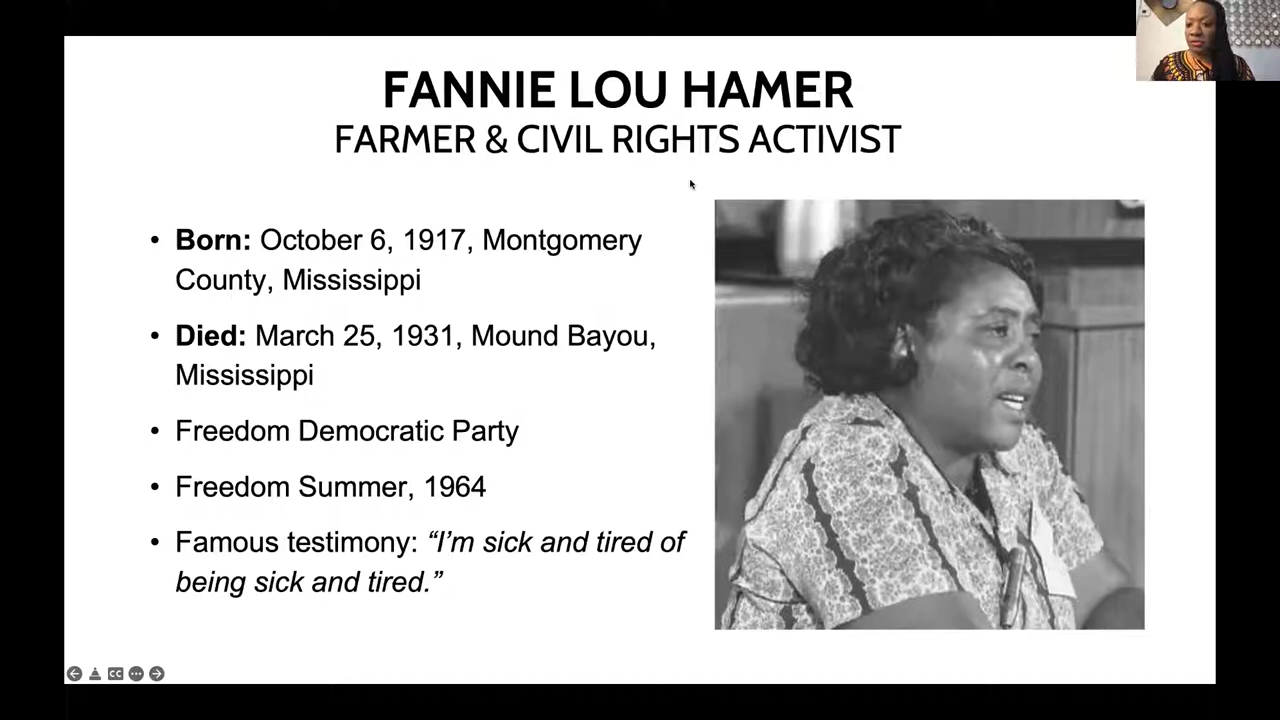 FANNIE LOU HAMER
FARMER & CIVIL RIGHTS ACTIVIST
• Born: October 6, 1917, Montgomery
County, Mississippi
• Died: March 25, 1931, Mound Bayou,
Mississippi
• Freedom Democratic Party
• Freedom Summer, 1964
• Famous testimony: “I’m sick and tired of
being sick and tired.”
CC